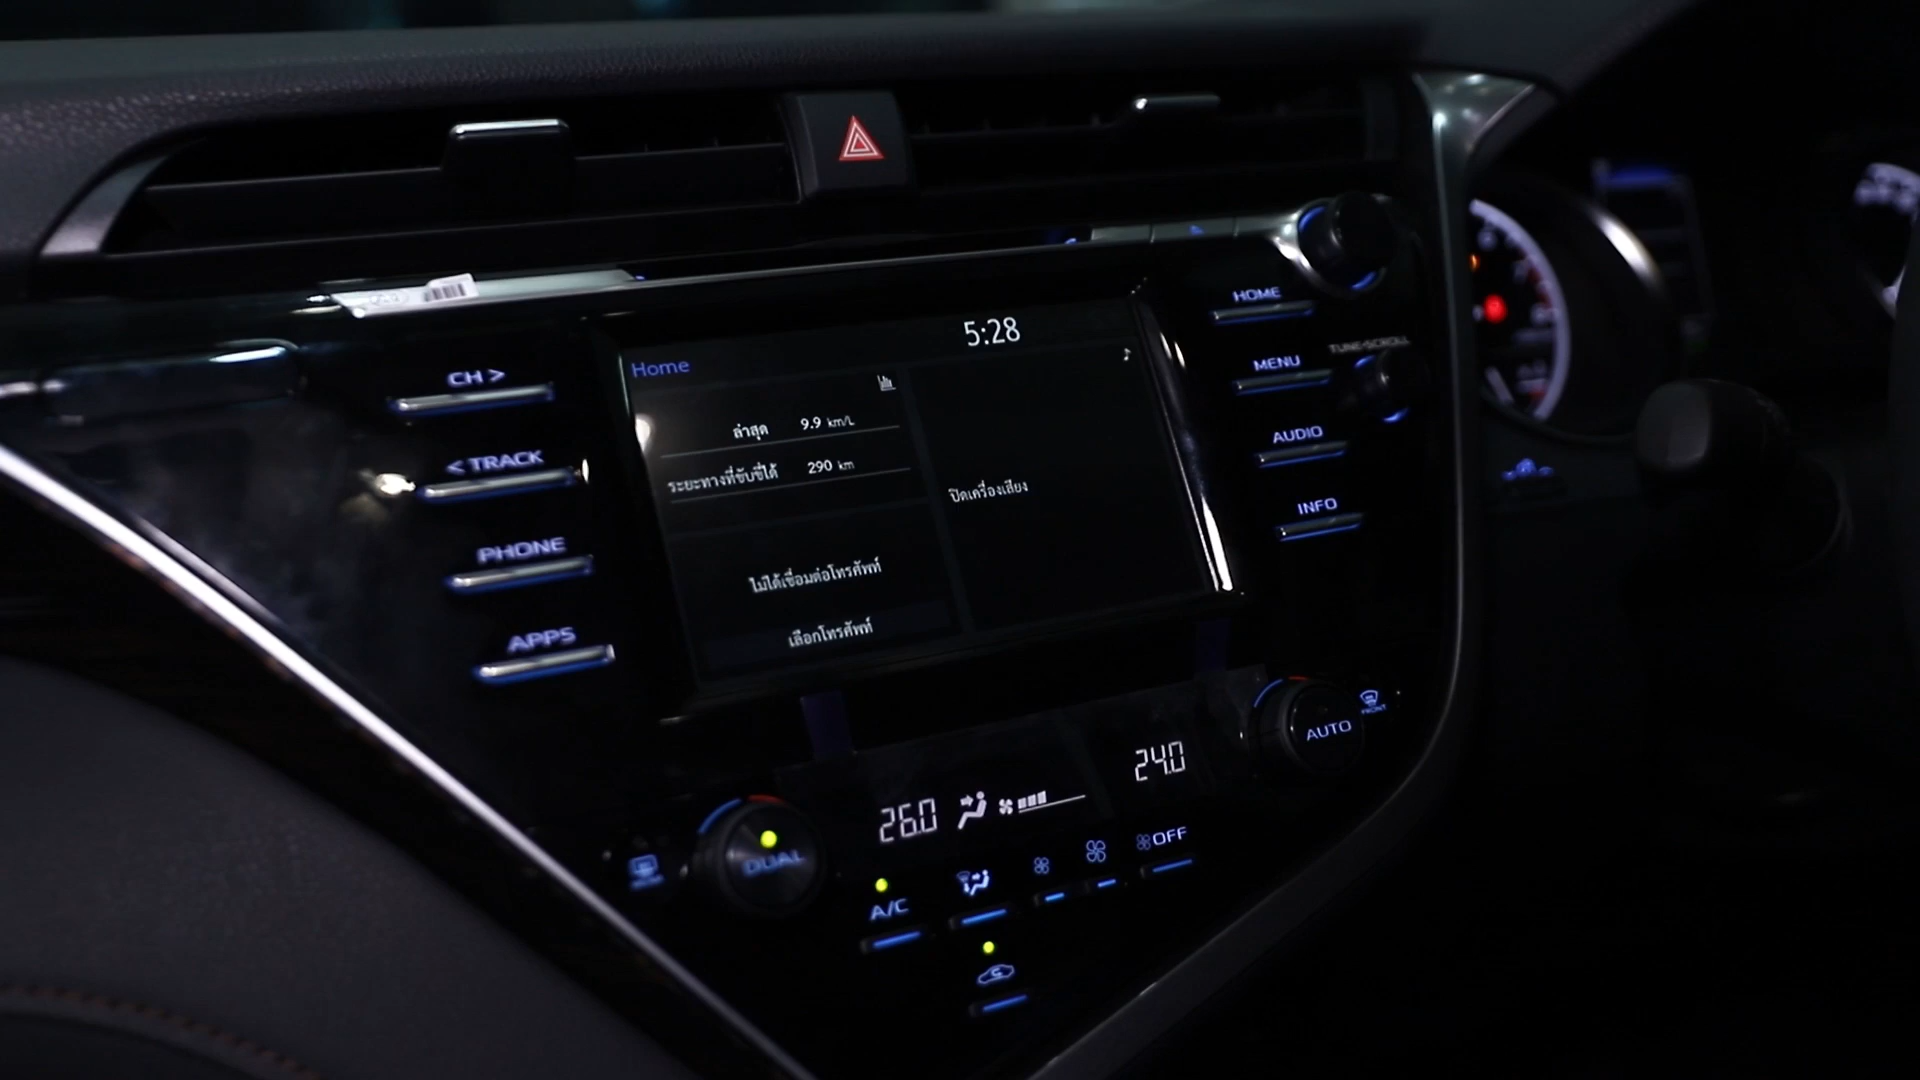 5:28
Home
ล่าสุด 9.9 km/L
ระยะทางที่ขับขี่ได้ 290 km
ไม่ได้เชื่อมต่อโทรศัพท์
เลือกโทรศัพท์
ปิดเครื่องเสียง
CH >
< TRACK
PHONE
APPS
HOME
MENU
AUDIO
INFO
TUNE•SCROLL
26.0
24.0
AUTO
FRONT
DUAL
A/C
OFF